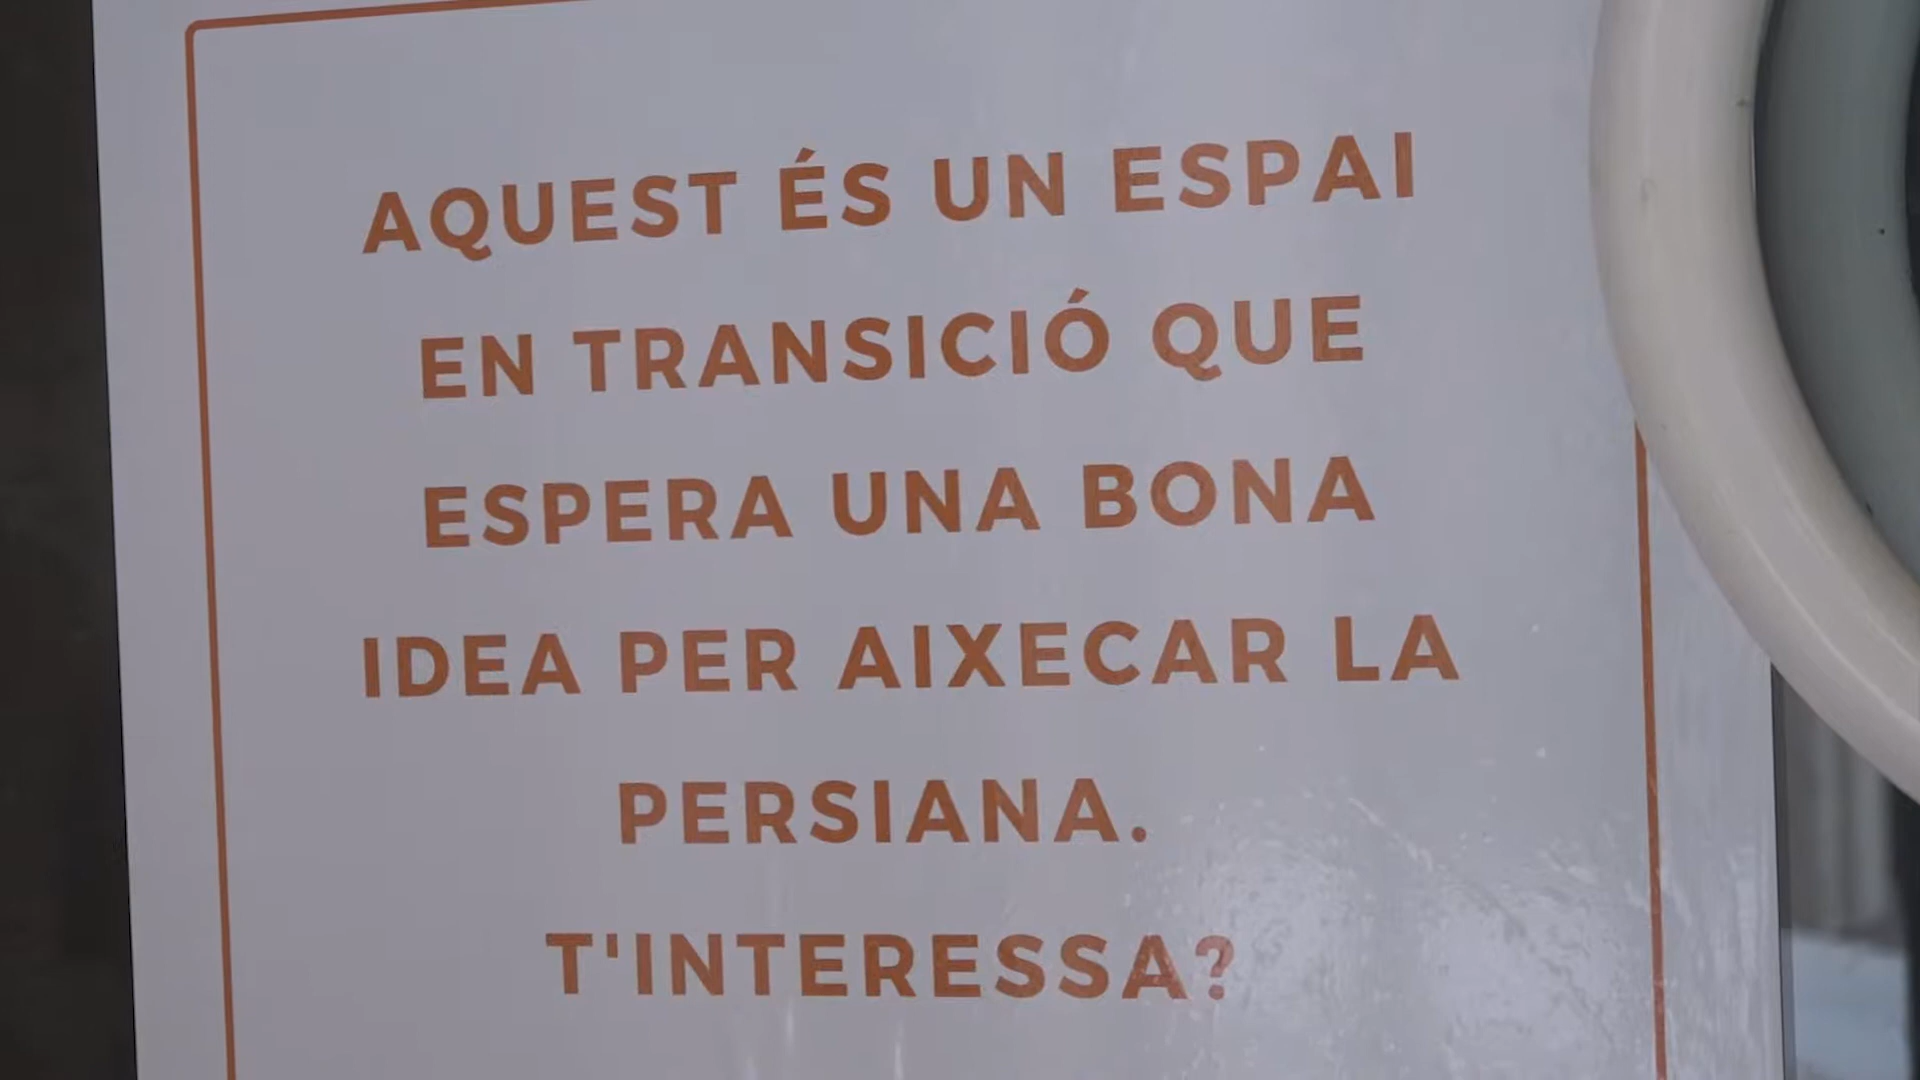 AQUEST ÉS UN ESPAI
EN TRANSICIÓ QUE
ESPERA UNA BONA
IDEA PER AIXECAR LA
PERSIANA.
T'INTERESSA?